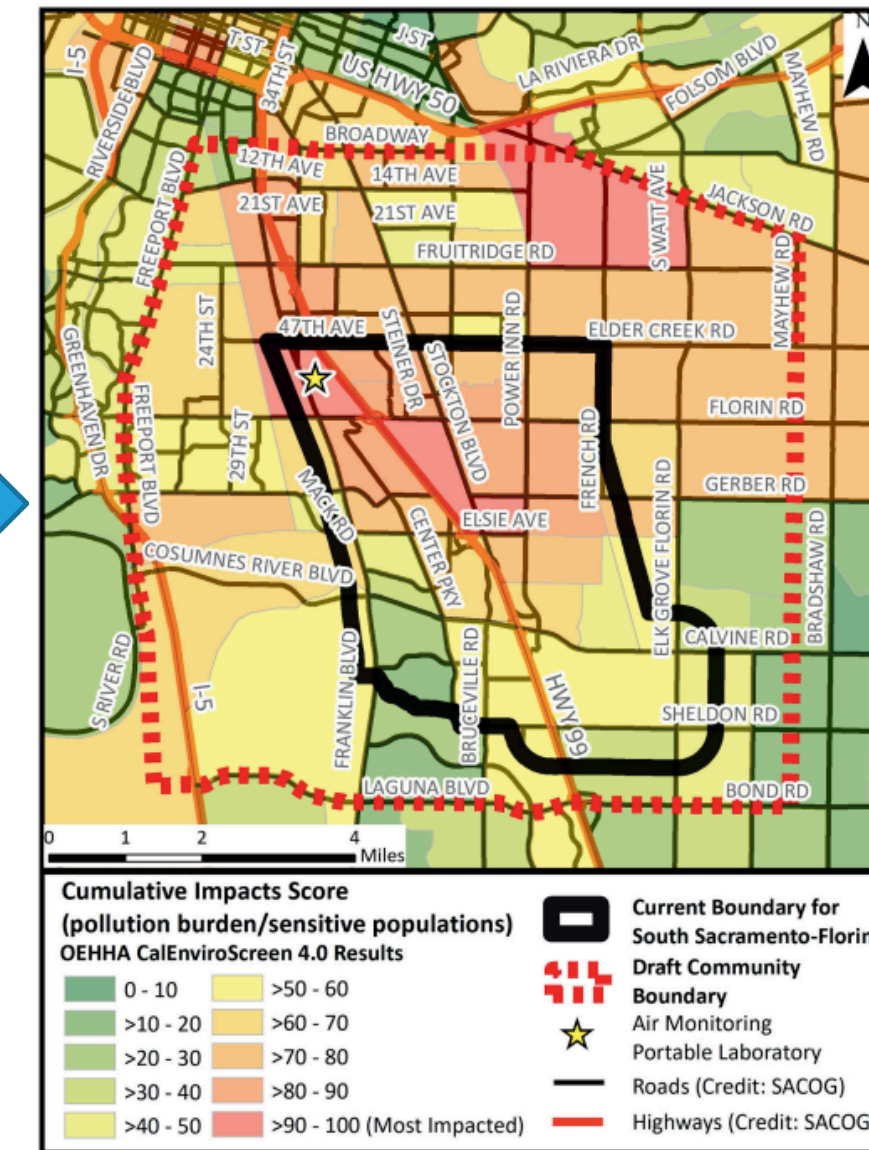 N
T ST
J ST
I-5
34TH ST
US HWY 50
LA RIVIERA DR
FOLSOM BLVD
MAYHEW RD
RIVERSIDE BLVD
BROADWAY
12TH AVE
14TH AVE
S WATT AVE
JACKSON RD
FREEPORT BLVD
21ST AVE
21ST AVE
FRUITRIDGE RD
MAYHEW RD
24TH ST
47TH AVE
STEINER DR
STOCKTON BLVD
POWER INN RD
ELDER CREEK RD
GREENHAVEN DR
FREEPORT BLVD
29TH ST
FLORIN RD
FRENCH RD
MACK RD
GERBER RD
CENTER PKY
ELSIE AVE
ELK GROVE FLORIN RD
BRADSHAW RD
COSUMNES RIVER BLVD
S RIVER RD
I-5
FRANKLIN BLVD
BRUCEVILLE RD
HWY 99
CALVINE RD
SHELDON RD
LAGUNA BLVD
BOND RD
0 1 2 4
Miles
Cumulative Impacts Score
(pollution burden/sensitive populations)
OEHHA CalEnviroScreen 4.0 Results
0 - 10
>10 - 20
>20 - 30
>30 - 40
>40 - 50
>50 - 60
>60 - 70
>70 - 80
>80 - 90
>90 - 100 (Most Impacted)
Current Boundary for
South Sacramento-Florin
Draft Community
Boundary
Air Monitoring
Portable Laboratory
Roads (Credit: SACOG)
Highways (Credit: SACOG